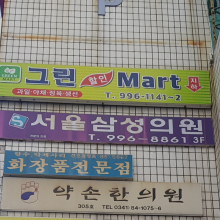 P
그린 할인 Mart 지하
과일·야채·정육·생선 T. 996-1141~2
서울삼성의원
T. 996-8861 3F
화장품전문점
약손한의원
305호 TEL 0341) 84-1075~6